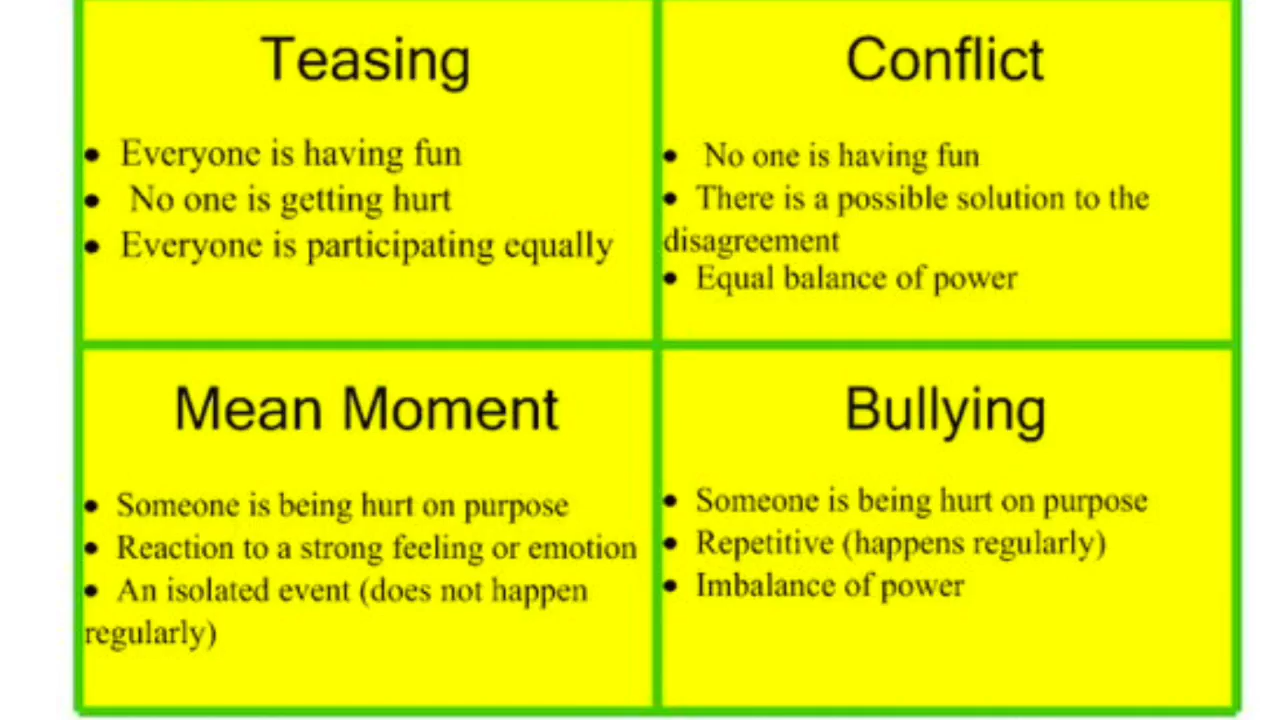 Teasing
• Everyone is having fun
• No one is getting hurt
• Everyone is participating equally
Conflict
• No one is having fun
• There is a possible solution to the
disagreement
• Equal balance of power
Mean Moment
• Someone is being hurt on purpose
• Reaction to a strong feeling or emotion
• An isolated event (does not happen
regularly)
Bullying
• Someone is being hurt on purpose
• Repetitive (happens regularly)
• Imbalance of power